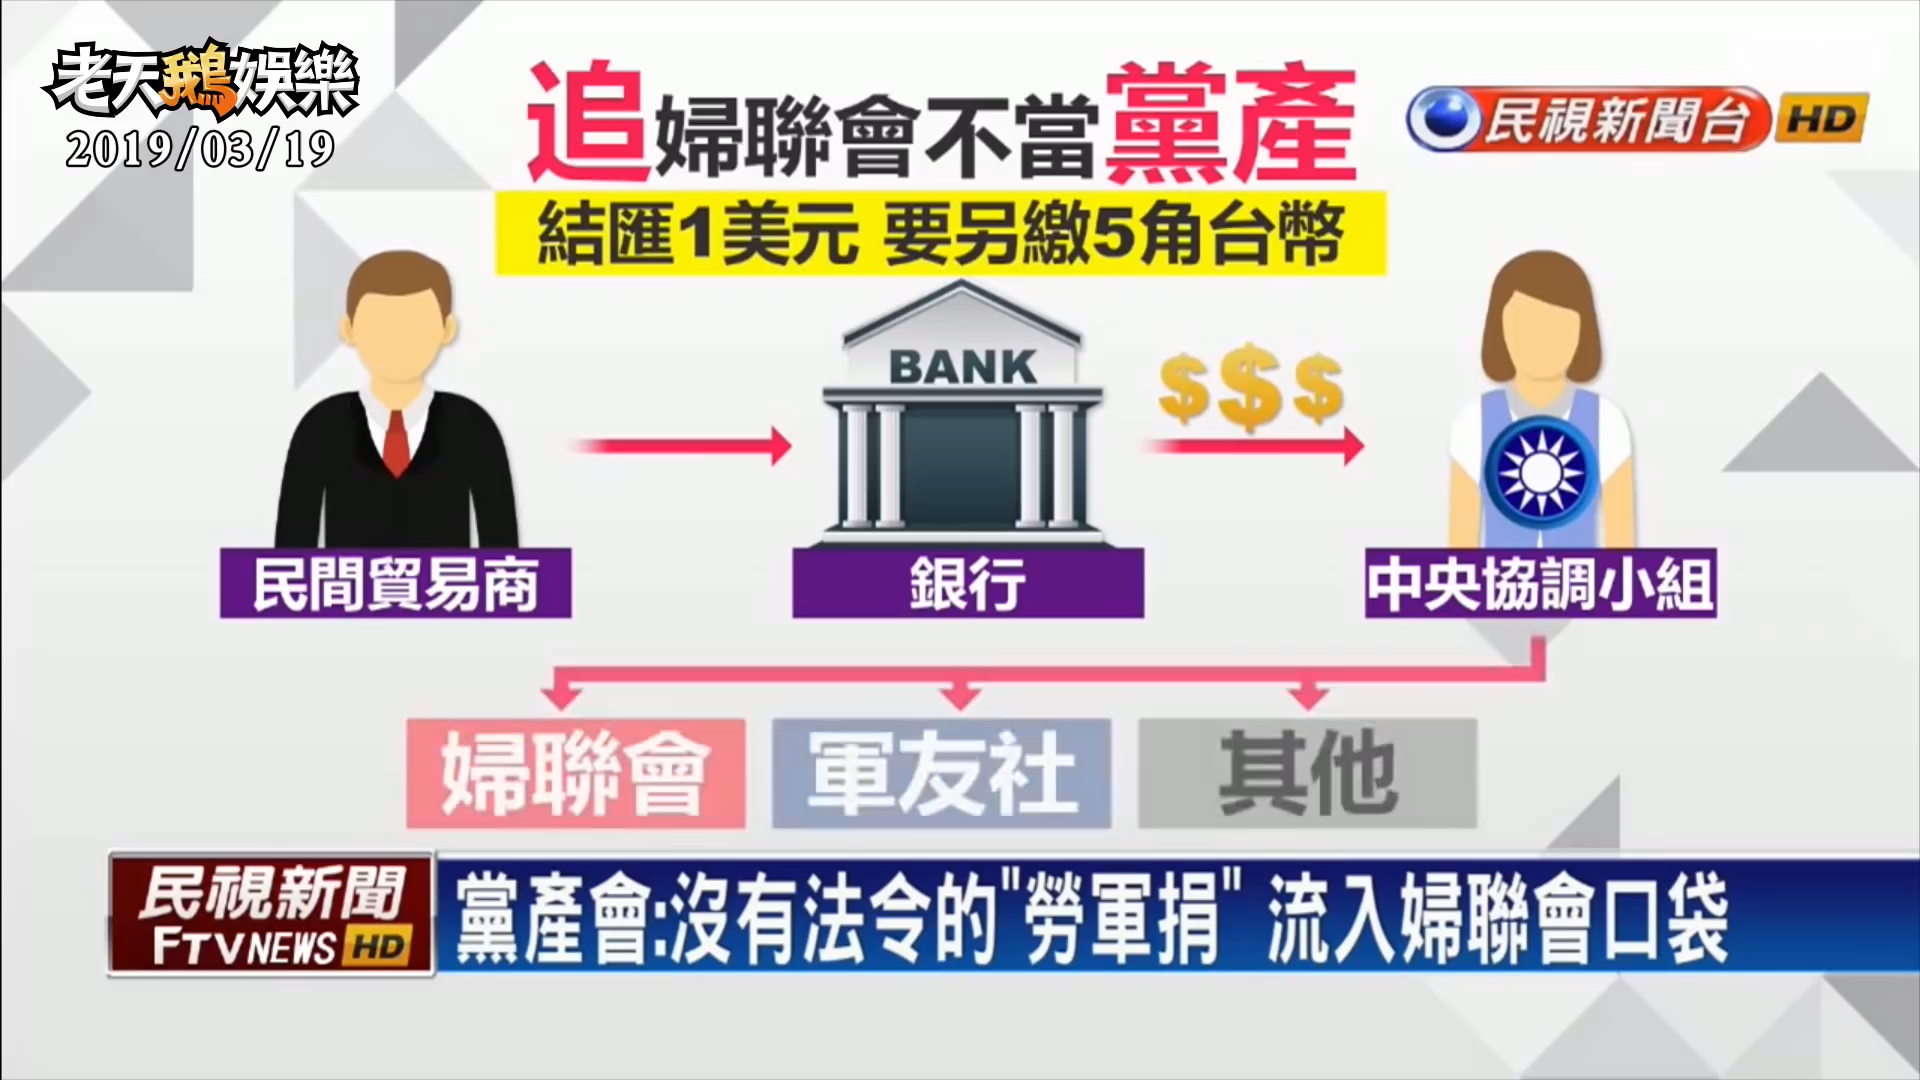 老天鵝娛樂
2019/03/19
追婦聯會不當黨產
民視新聞台 HD
結匯1美元 要另繳5角台幣
BANK
$$$
民間貿易商
銀行
中央協調小組
婦聯會
軍友社
其他
民視新聞
FTVNEWS HD
黨產會:沒有法令的"勞軍捐" 流入婦聯會口袋